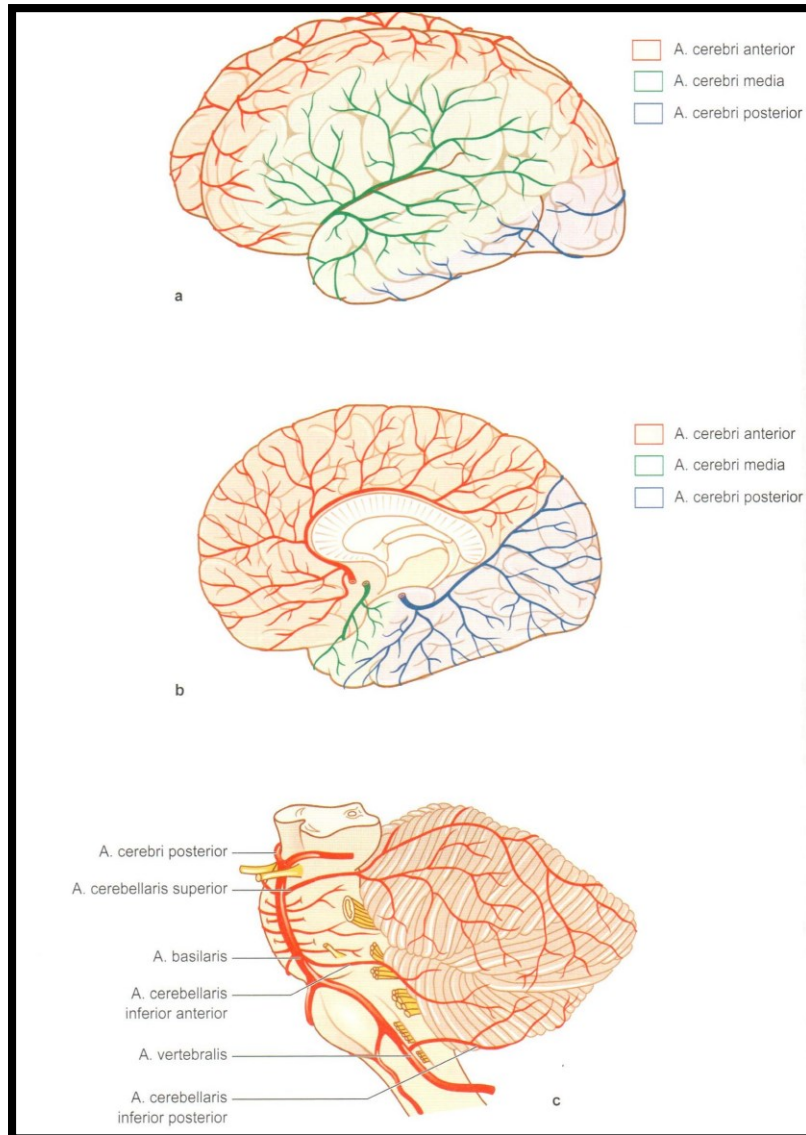 A. cerebri anterior
A. cerebri media
A. cerebri posterior
a
A. cerebri anterior
A. cerebri media
A. cerebri posterior
b
A. cerebri posterior
A. cerebellaris superior
A. basilaris
A. cerebellaris
inferior anterior
A. vertebralis
A. cerebellaris
inferior posterior
c